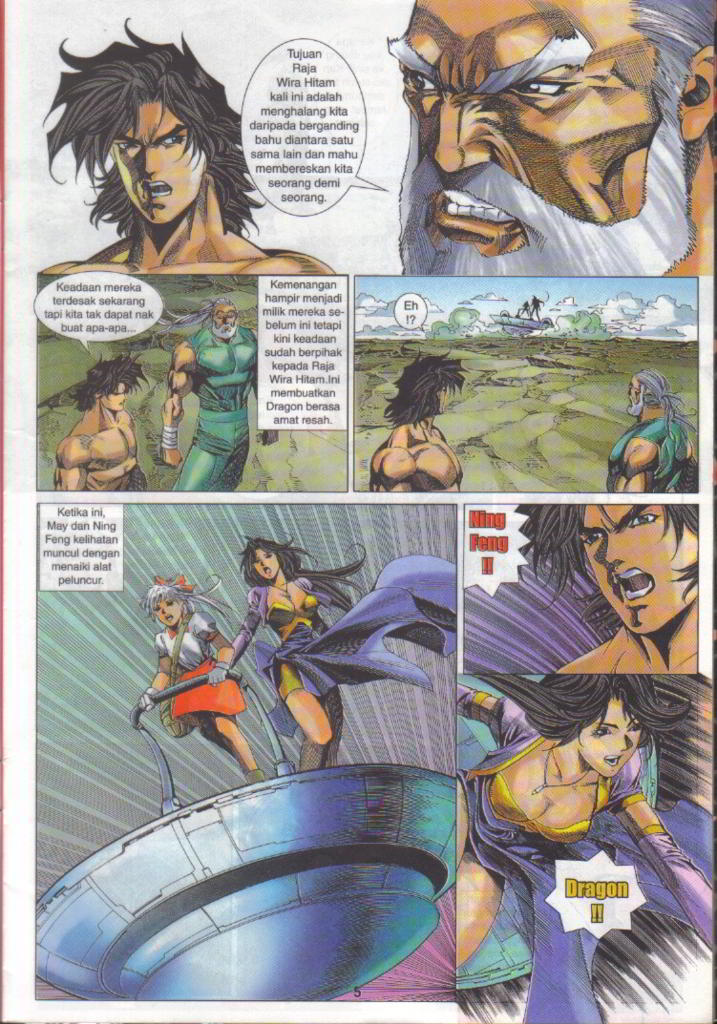 Tujuan
Raja
Wira Hitam
kali ini adalah
menghalang kita
daripada berganding
bahu diantara satu
sama lain dan mahu
membereskan kita
seorang demi
seorang.
Keadaan mereka
terdesak sekarang
tapi kita tak dapat nak
buat apa-apa...
Kemenangan
hampir menjadi
milik mereka se-
belum ini tetapi
kini keadaan
sudah berpihak
kepada Raja
Wira Hitam.Ini
membuatkan
Dragon berasa
amat resah.
Eh
!?
Ketika ini,
May dan Ning
Feng kelihatan
muncul dengan
menaiki alat
peluncur.
Ning
Feng
!!
Dragon
!!
5